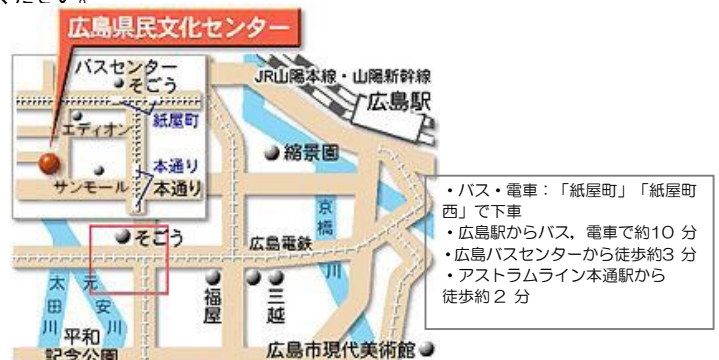 ください。
広島県民文化センター
バスセンター
そごう
紙屋町
エディオン
本通り
サンモール
本通り
JR山陽本線・山陽新幹線
広島駅
縮景園
京橋川
そごう
広島電鉄
太田川
元安川
福屋
三越
平和
記念公園
広島市現代美術館
・バス・電車：「紙屋町」「紙屋町
西」で下車
・広島駅からバス，電車で約10 分
・広島バスセンターから徒歩約3 分
・アストラムライン本通駅から
徒歩約２ 分